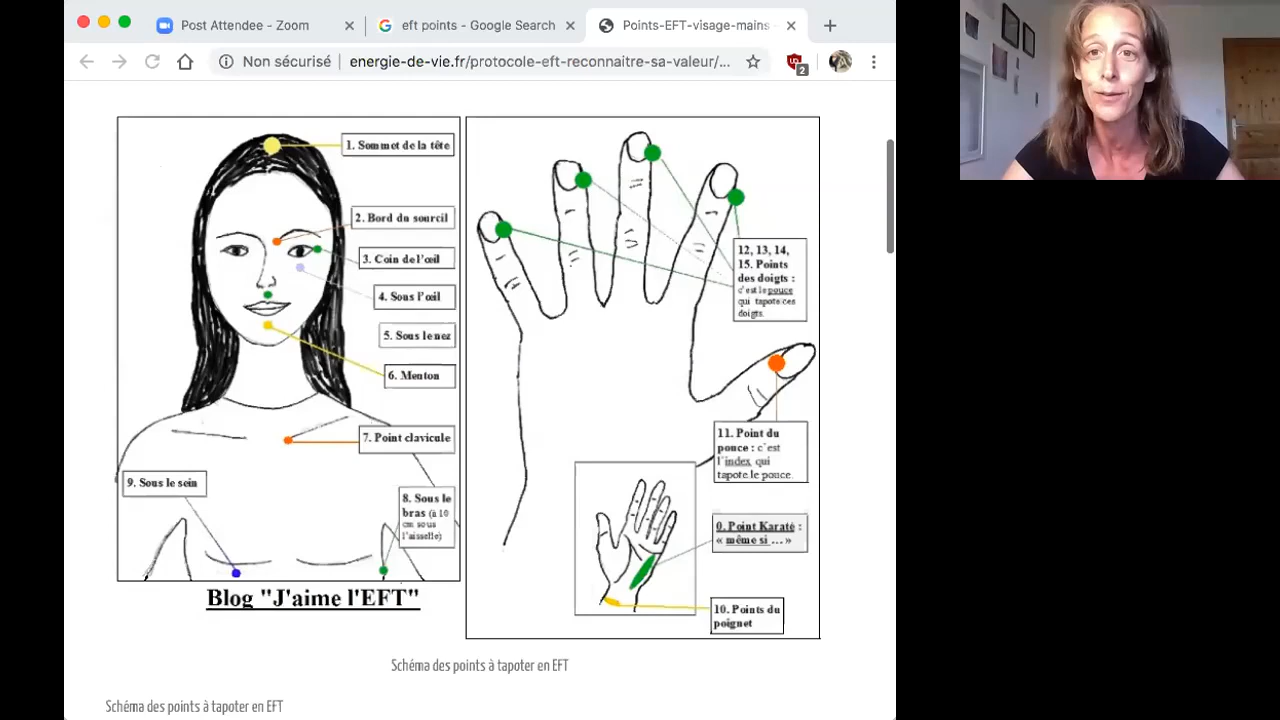 Post Attendee - Zoom
eft points - Google Search
Points-EFT-visage-mains
Non sécurisé
energie-de-vie.fr/protocole-eft-reconnaitre-sa-valeur/...
2
1. Sommet de la tête
2. Bord du sourcil
3. Coin de l'œil
4. Sous l'œil
5. Sous le nez
6. Menton
7. Point clavicule
9. Sous le sein
8. Sous le
bras (à 10
cm sous
l'aisselle)
Blog "J'aime l'EFT"
12, 13, 14,
15. Points
des doigts :
c'est le pouce
qui tapote ces
doigts.
11. Point du
pouce : c'est
l'index qui
tapote le pouce.
0. Point Karaté :
« même si ... »
10. Points du
poignet
Schéma des points à tapoter en EFT
Schéma des points à tapoter en EFT